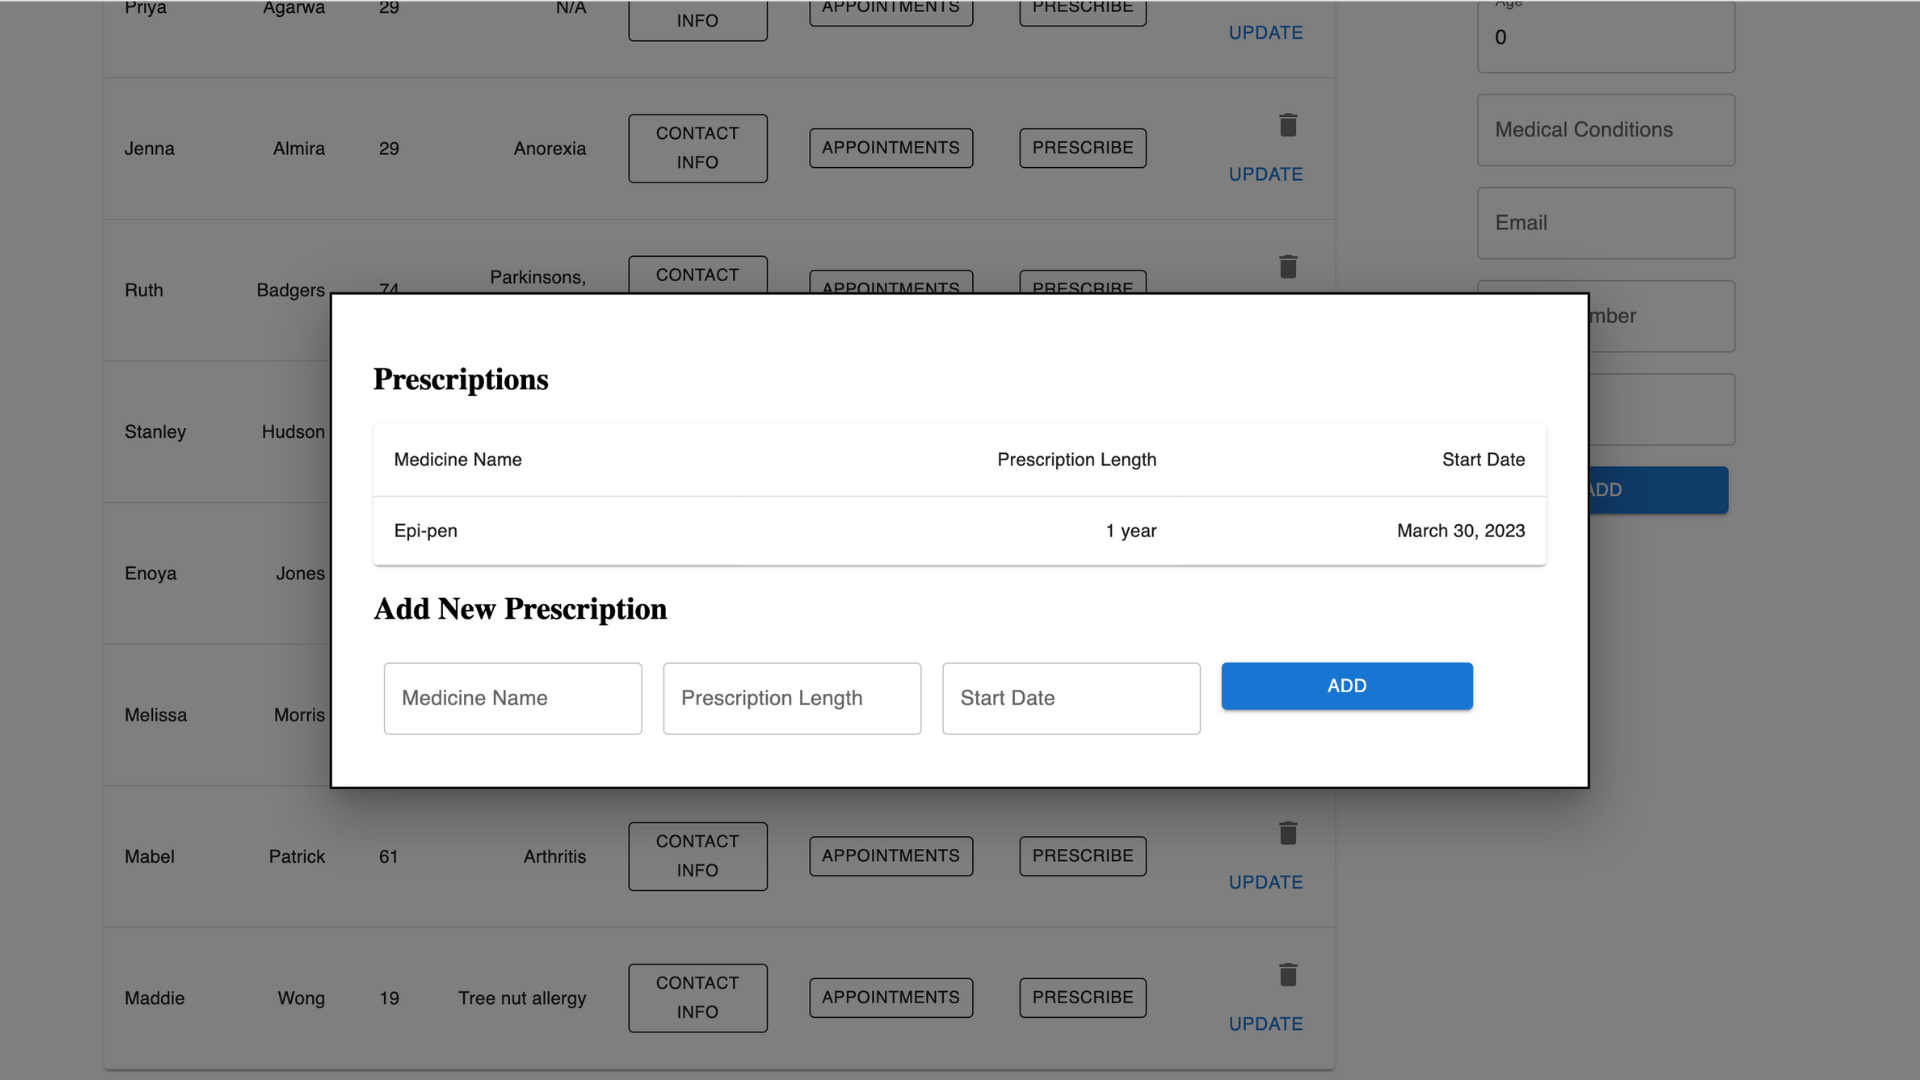 Priya Agarwa 29 N/A INFO APPOINTMENTS PRESCRIBE UPDATE
Age
0
Jenna Almira 29 Anorexia CONTACT INFO APPOINTMENTS PRESCRIBE UPDATE
Medical Conditions
Email
Ruth Badgers 74 Parkinsons, CONTACT APPOINTMENTS PRESCRIBE
mber
Stanley Hudson
ADD
Enoya Jones
Melissa Morris
Prescriptions
Medicine Name Prescription Length Start Date
Epi-pen 1 year March 30, 2023
Add New Prescription
Medicine Name Prescription Length Start Date ADD
Mabel Patrick 61 Arthritis CONTACT INFO APPOINTMENTS PRESCRIBE UPDATE
Maddie Wong 19 Tree nut allergy CONTACT INFO APPOINTMENTS PRESCRIBE UPDATE